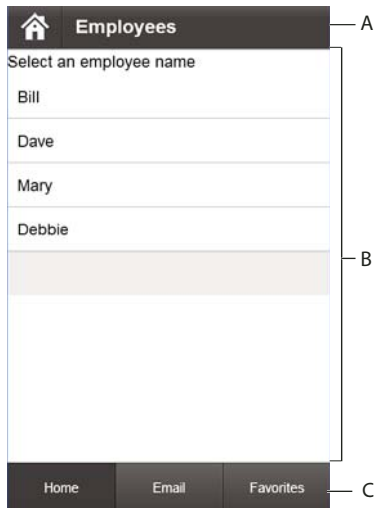 Employees
A
Select an employee name
Bill
Dave
Mary
Debbie
B
Home Email Favorites
C